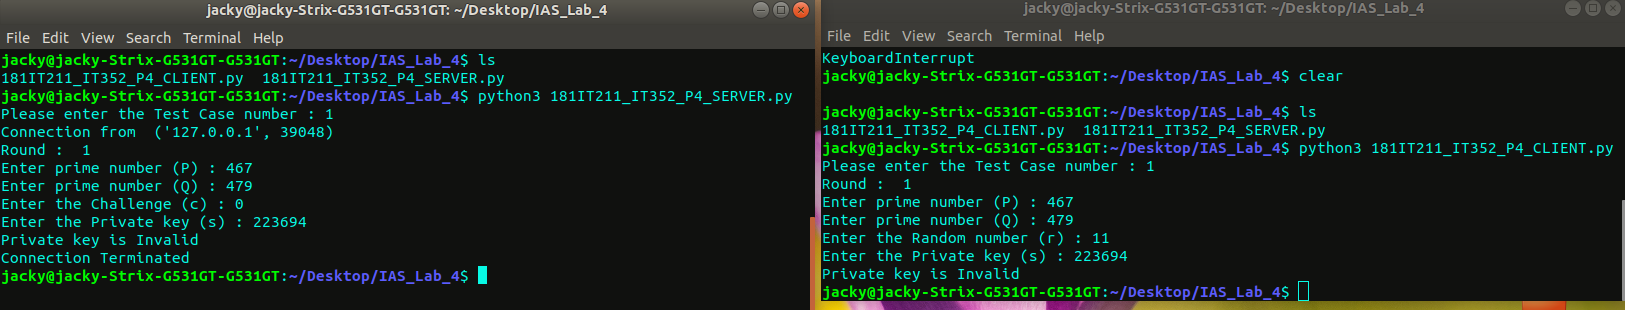 jacky@jacky-Strix-G531GT-G531GT: ~/Desktop/IAS_Lab_4
File Edit View Search Terminal Help
jacky@jacky-Strix-G531GT-G531GT:~/Desktop/IAS_Lab_4$ ls
181IT211_IT352_P4_CLIENT.py  181IT211_IT352_P4_SERVER.py
jacky@jacky-Strix-G531GT-G531GT:~/Desktop/IAS_Lab_4$ python3 181IT211_IT352_P4_SERVER.py
Please enter the Test Case number : 1
Connection from  ('127.0.0.1', 39048)
Round :  1
Enter prime number (P) : 467
Enter prime number (Q) : 479
Enter the Challenge (c) : 0
Enter the Private key (s) : 223694
Private key is Invalid
Connection Terminated
jacky@jacky-Strix-G531GT-G531GT:~/Desktop/IAS_Lab_4$
jacky@jacky-Strix-G531GT-G531GT: ~/Desktop/IAS_Lab_4
File Edit View Search Terminal Help
KeyboardInterrupt
jacky@jacky-Strix-G531GT-G531GT:~/Desktop/IAS_Lab_4$ clear
jacky@jacky-Strix-G531GT-G531GT:~/Desktop/IAS_Lab_4$ ls
181IT211_IT352_P4_CLIENT.py  181IT211_IT352_P4_SERVER.py
jacky@jacky-Strix-G531GT-G531GT:~/Desktop/IAS_Lab_4$ python3 181IT211_IT352_P4_CLIENT.py
Please enter the Test Case number : 1
Round :  1
Enter prime number (P) : 467
Enter prime number (Q) : 479
Enter the Random number (r) : 11
Enter the Private key (s) : 223694
Private key is Invalid
jacky@jacky-Strix-G531GT-G531GT:~/Desktop/IAS_Lab_4$